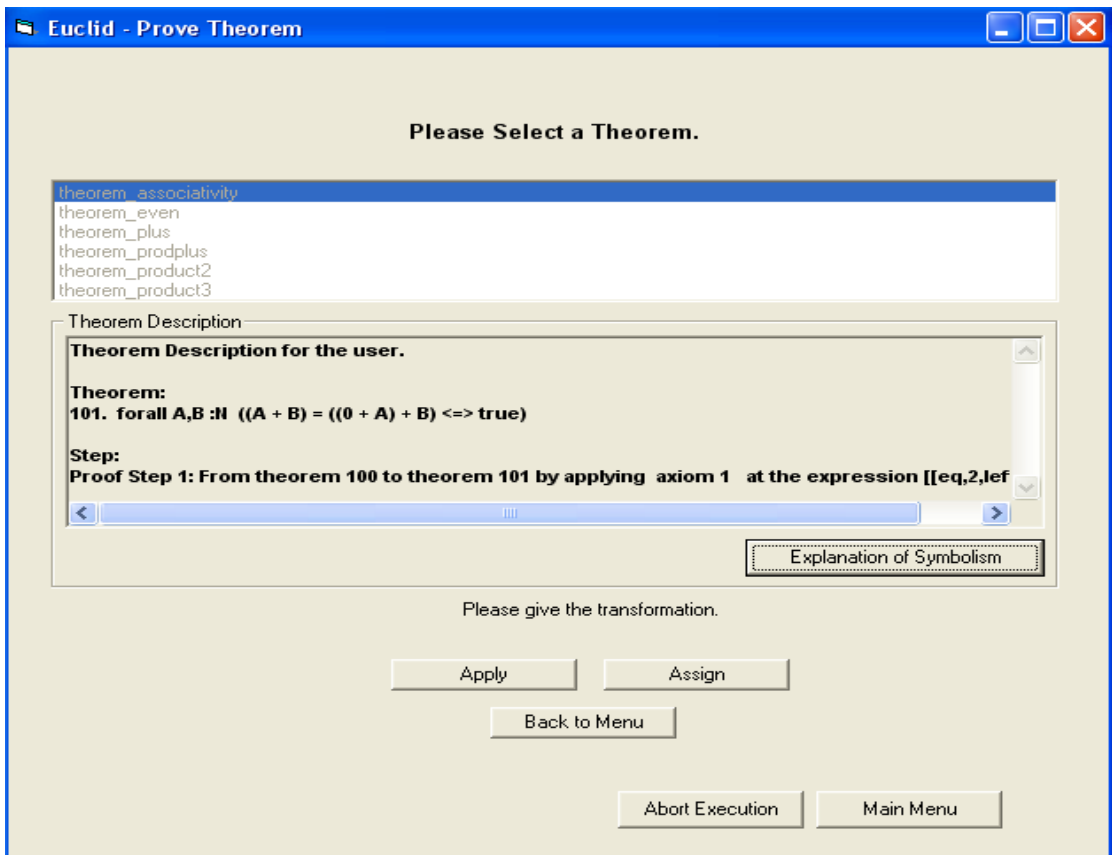 Euclid - Prove Theorem
Please Select a Theorem.
theorem_associativity
theorem_even
theorem_plus
theorem_prodplus
theorem_product2
theorem_product3
Theorem Description
Theorem Description for the user.
Theorem:
101.  forall A,B :N  ((A + B) = ((0 + A) + B) <=> true)
Step:
Proof Step 1: From theorem 100 to theorem 101 by applying  axiom 1   at the expression [[eq,2,lef
Explanation of Symbolism
Please give the transformation.
Apply Assign
Back to Menu
Abort Execution Main Menu